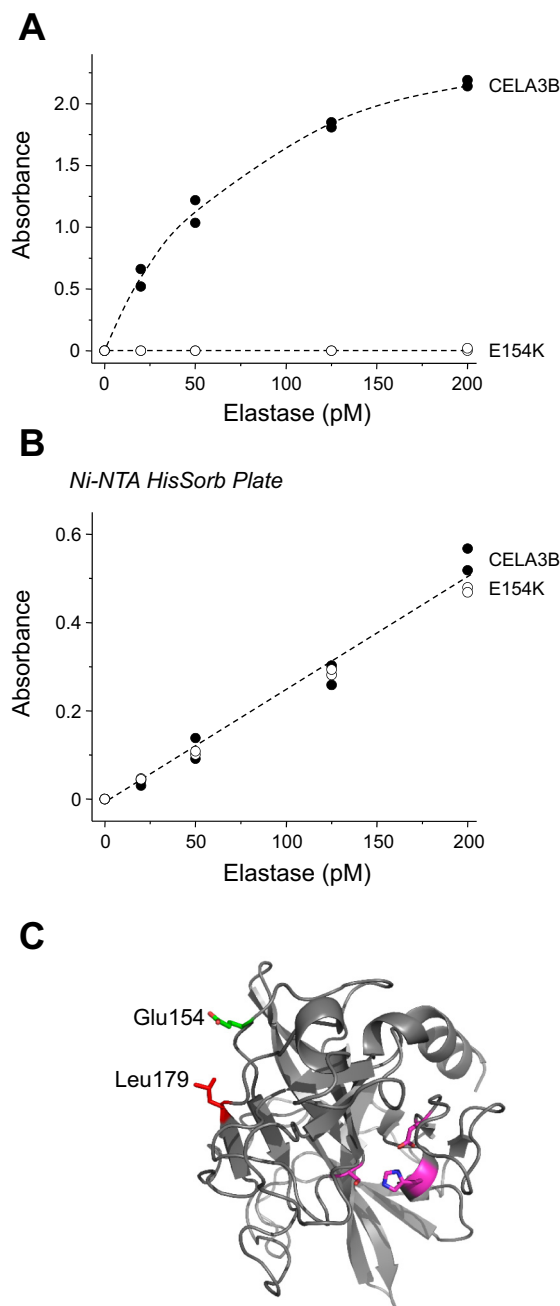 A
Absorbance
2.0
1.5
1.0
0.5
0
CELA3B
E154K
0 50 100 150 200
Elastase (pM)
B
Ni-NTA HisSorb Plate
Absorbance
0.6
0.4
0.2
0
CELA3B
E154K
0 50 100 150 200
Elastase (pM)
C
Glu154
Leu179